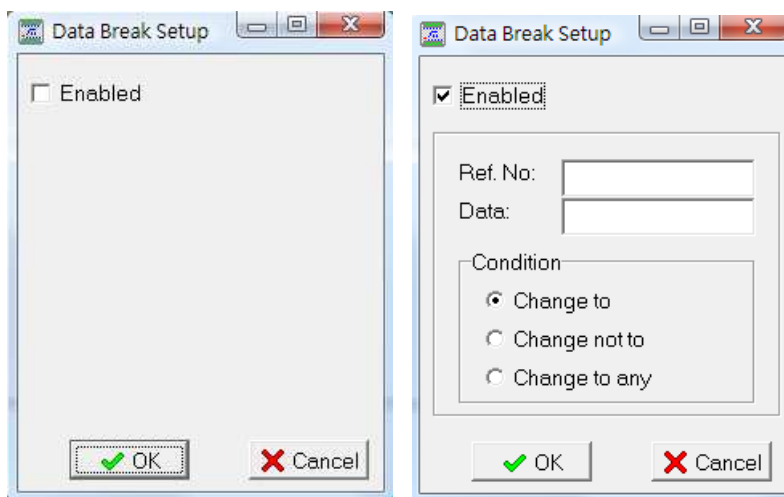 Data Break Setup
Enabled
OK
Cancel
Data Break Setup
Enabled
Ref. No:
Data:
Condition
Change to
Change not to
Change to any
OK
Cancel